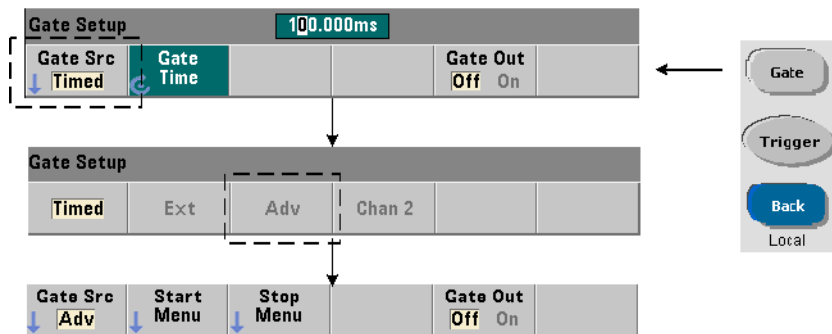 Gate Setup 100.000ms
Gate Src Gate Gate Out
Timed Time Off On
Gate
Trigger
Back
Local
Gate Setup
Timed Ext Adv Chan 2
Gate Src Start Stop Gate Out
Adv Menu Menu Off On